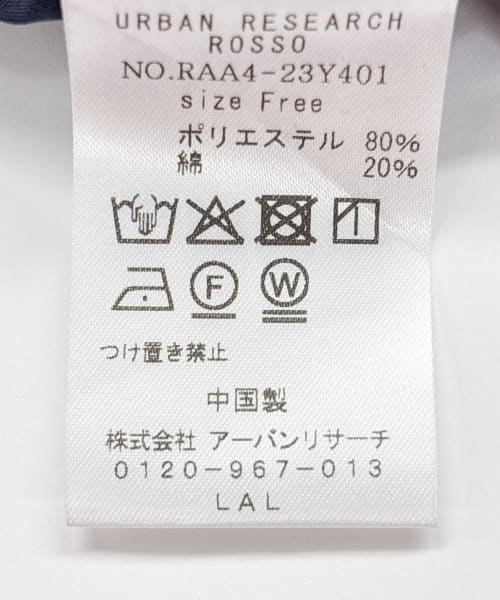 URBAN RESEARCH
ROSSO
NO.RAA4-23Y401
size Free
ポリエステル 80%
綿 20%
F W
つけ置き禁止
中国製
株式会社 アーバンリサーチ
0120-967-013
LAL